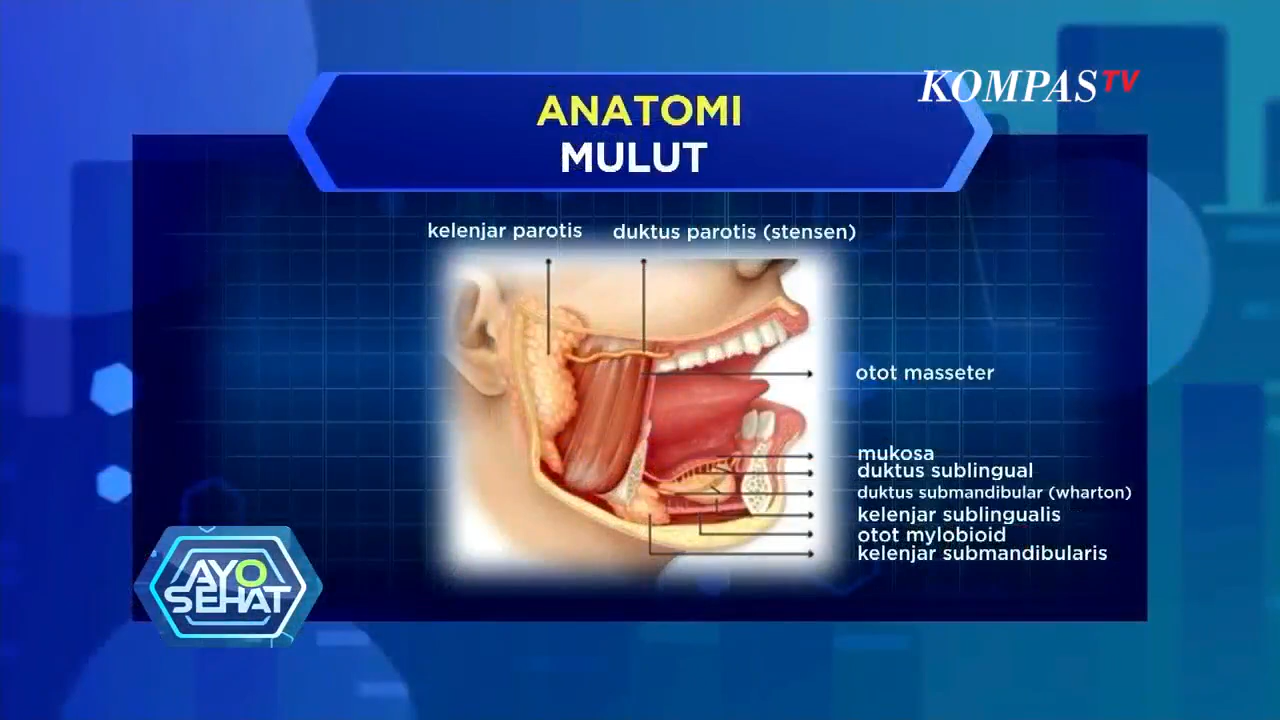 KOMPASTV
ANATOMI
MULUT
kelenjar parotis
duktus parotis (stensen)
otot masseter
mukosa
duktus sublingual
duktus submandibular (wharton)
kelenjar sublingualis
otot mylobioid
kelenjar submandibularis
AYO
SEHAT